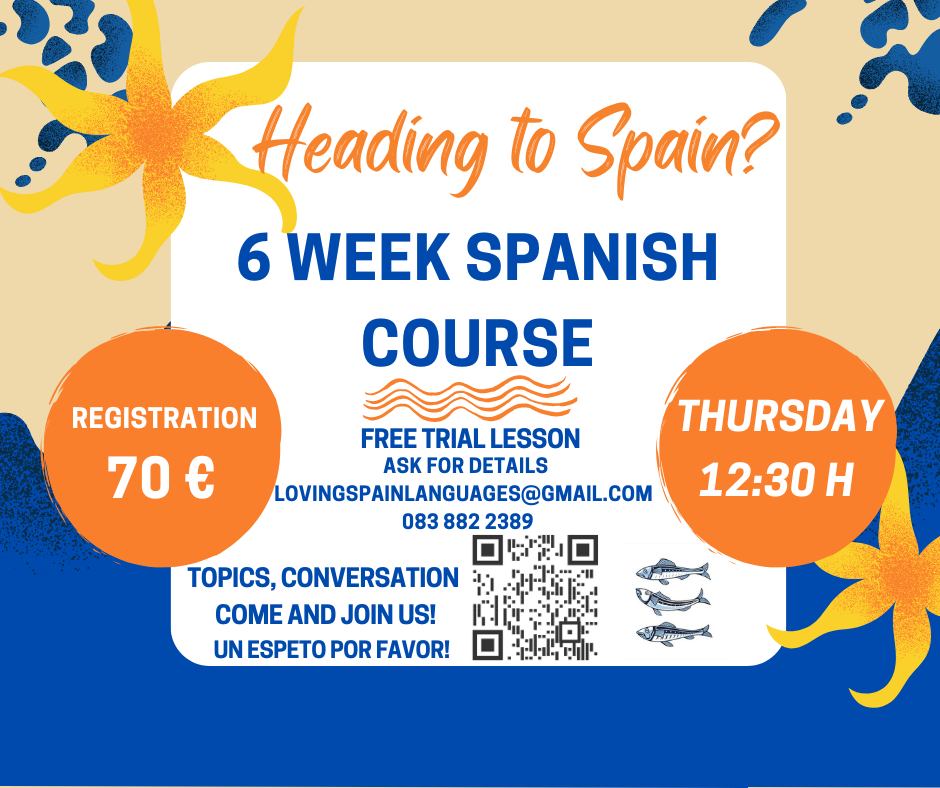 Heading to Spain?
6 WEEK SPANISH
COURSE
REGISTRATION
70 €
THURSDAY
12:30 H
FREE TRIAL LESSON
ASK FOR DETAILS
LOVINGSPAINLANGUAGES@GMAIL.COM
083 882 2389
TOPICS, CONVERSATION
COME AND JOIN US!
UN ESPETO POR FAVOR!